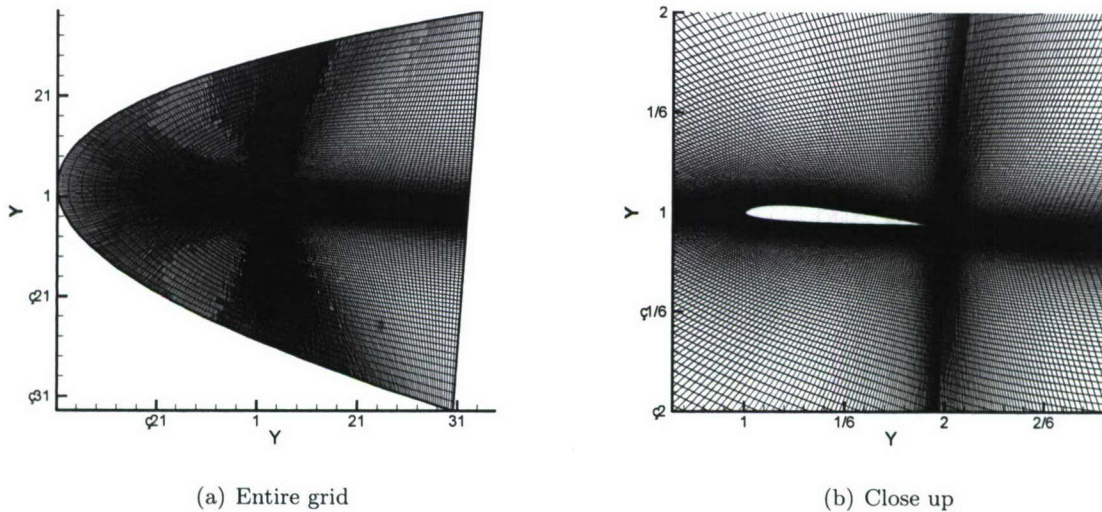 2
21
1/6
1
Y
1
Y
ç21
ç1/6
ç31
ç2
ç21 1 21 31
1 1/6 2 2/6
Y
Y
(a) Entire grid
(b) Close up